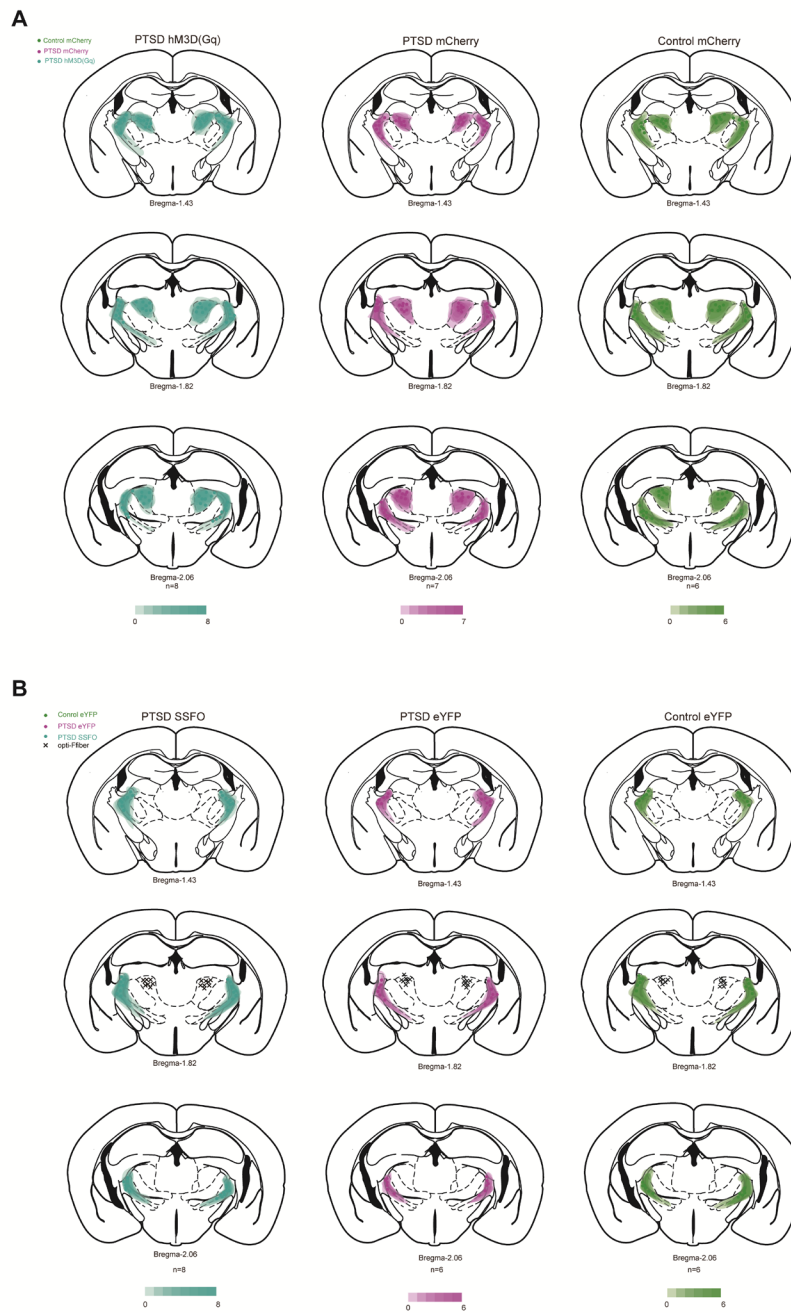 A
Control mCherry
PTSD mCherry
PTSD hM3D(Gq)
PTSD hM3D(Gq) PTSD mCherry Control mCherry
Bregma-1.43 Bregma-1.43 Bregma-1.43
Bregma-1.82 Bregma-1.82 Bregma-1.82
Bregma-2.06 Bregma-2.06 Bregma-2.06
n=8 n=7 n=6
0 8 0 7 0 6
B
Conrol eYFP
PTSD eYFP
PTSD SSFO
opti-Ffiber
PTSD SSFO PTSD eYFP Control eYFP
Bregma-1.43 Bregma-1.43 Bregma-1.43
Bregma-1.82 Bregma-1.82 Bregma-1.82
Bregma-2.06 Bregma-2.06 Bregma-2.06
n=8 n=6 n=6
0 8 0 6 0 6